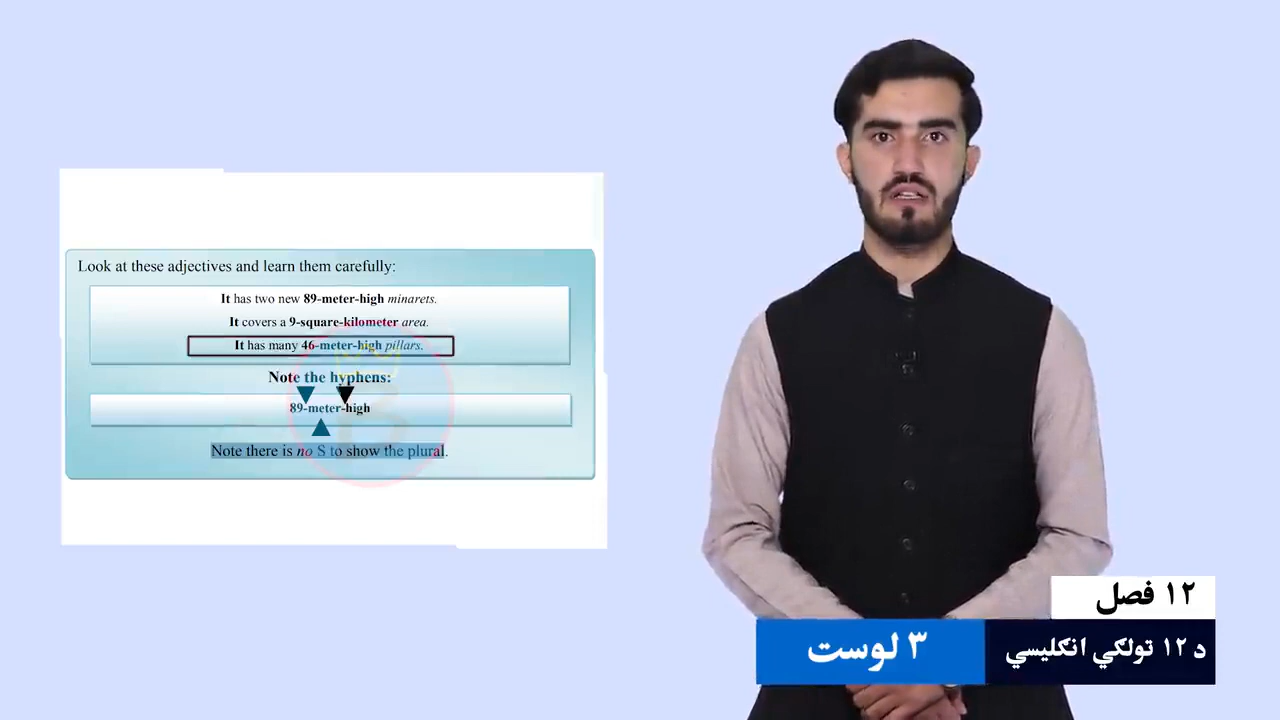 Look at these adjectives and learn them carefully:
It has two new 89-meter-high minarets.
It covers a 9-square-kilometer area.
It has many 46-meter-high pillars.
Note the hyphens:
89-meter-high
Note there is no S to show the plural.
۱۲ فصل
د ۱۲ ټولګي انګلیسي
۳ لوست